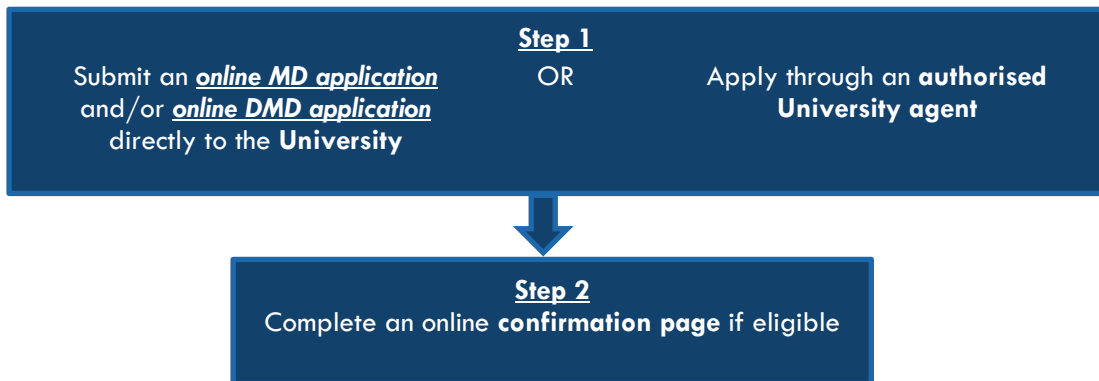 Step 1
Submit an online MD application
and/or online DMD application
directly to the University
OR
Apply through an authorised
University agent
Step 2
Complete an online confirmation page if eligible